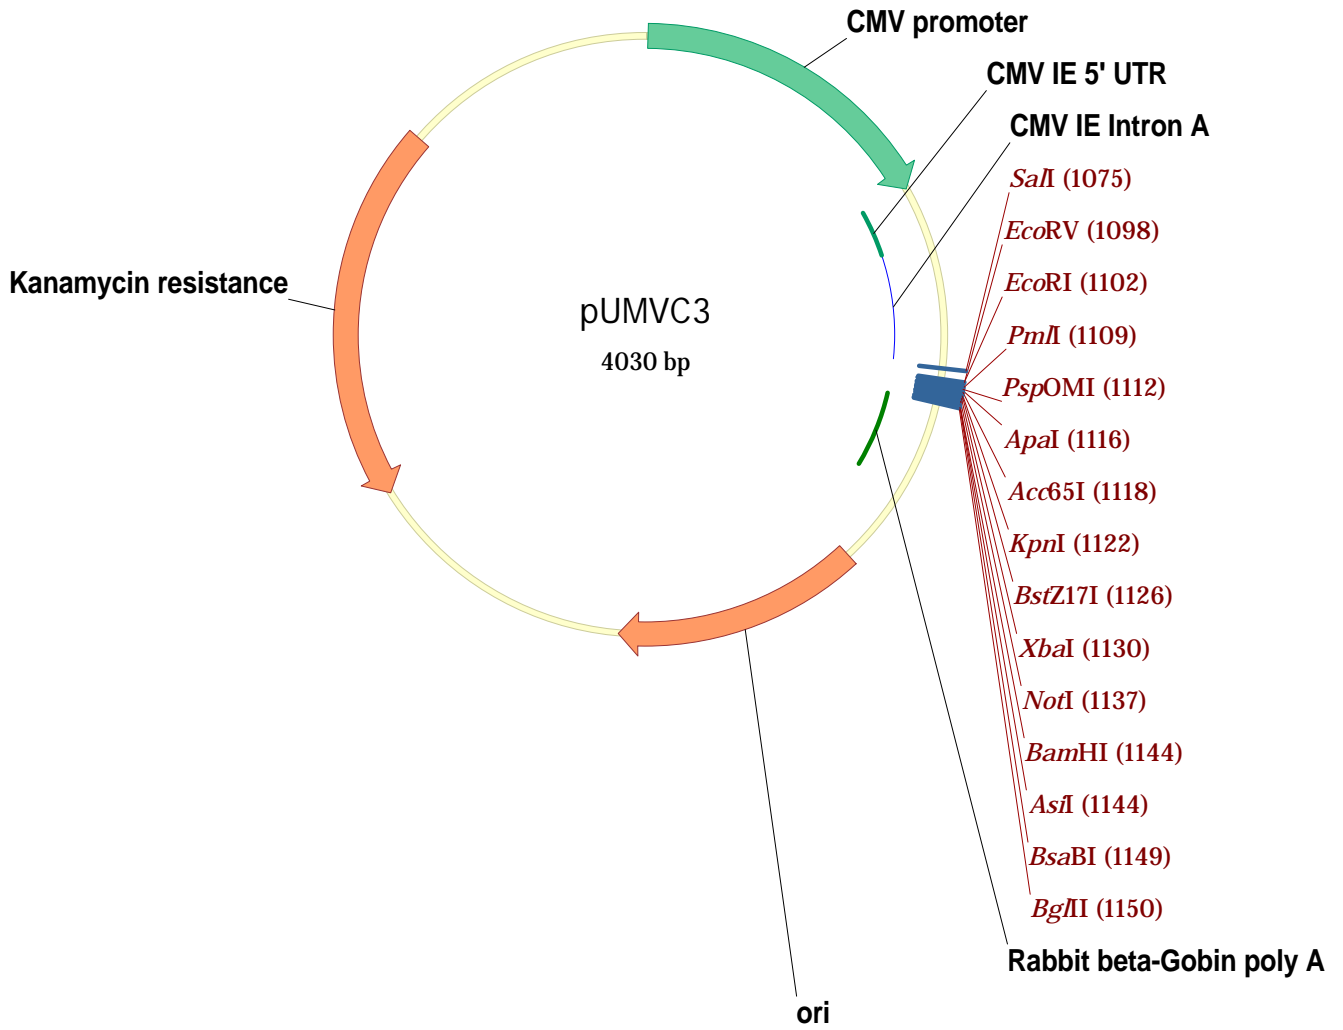 CMV promoter
CMV IE 5' UTR
CMV IE Intron A
SalI (1075)
EcoRV (1098)
EcoRI (1102)
PmlI (1109)
PspOMI (1112)
ApaI (1116)
Acc65I (1118)
KpnI (1122)
BstZ17I (1126)
XbaI (1130)
NotI (1137)
BamHI (1144)
AsiI (1144)
BsaBI (1149)
BglII (1150)
Rabbit beta-Gobin poly A
ori
Kanamycin resistance
pUMVC3
4030 bp